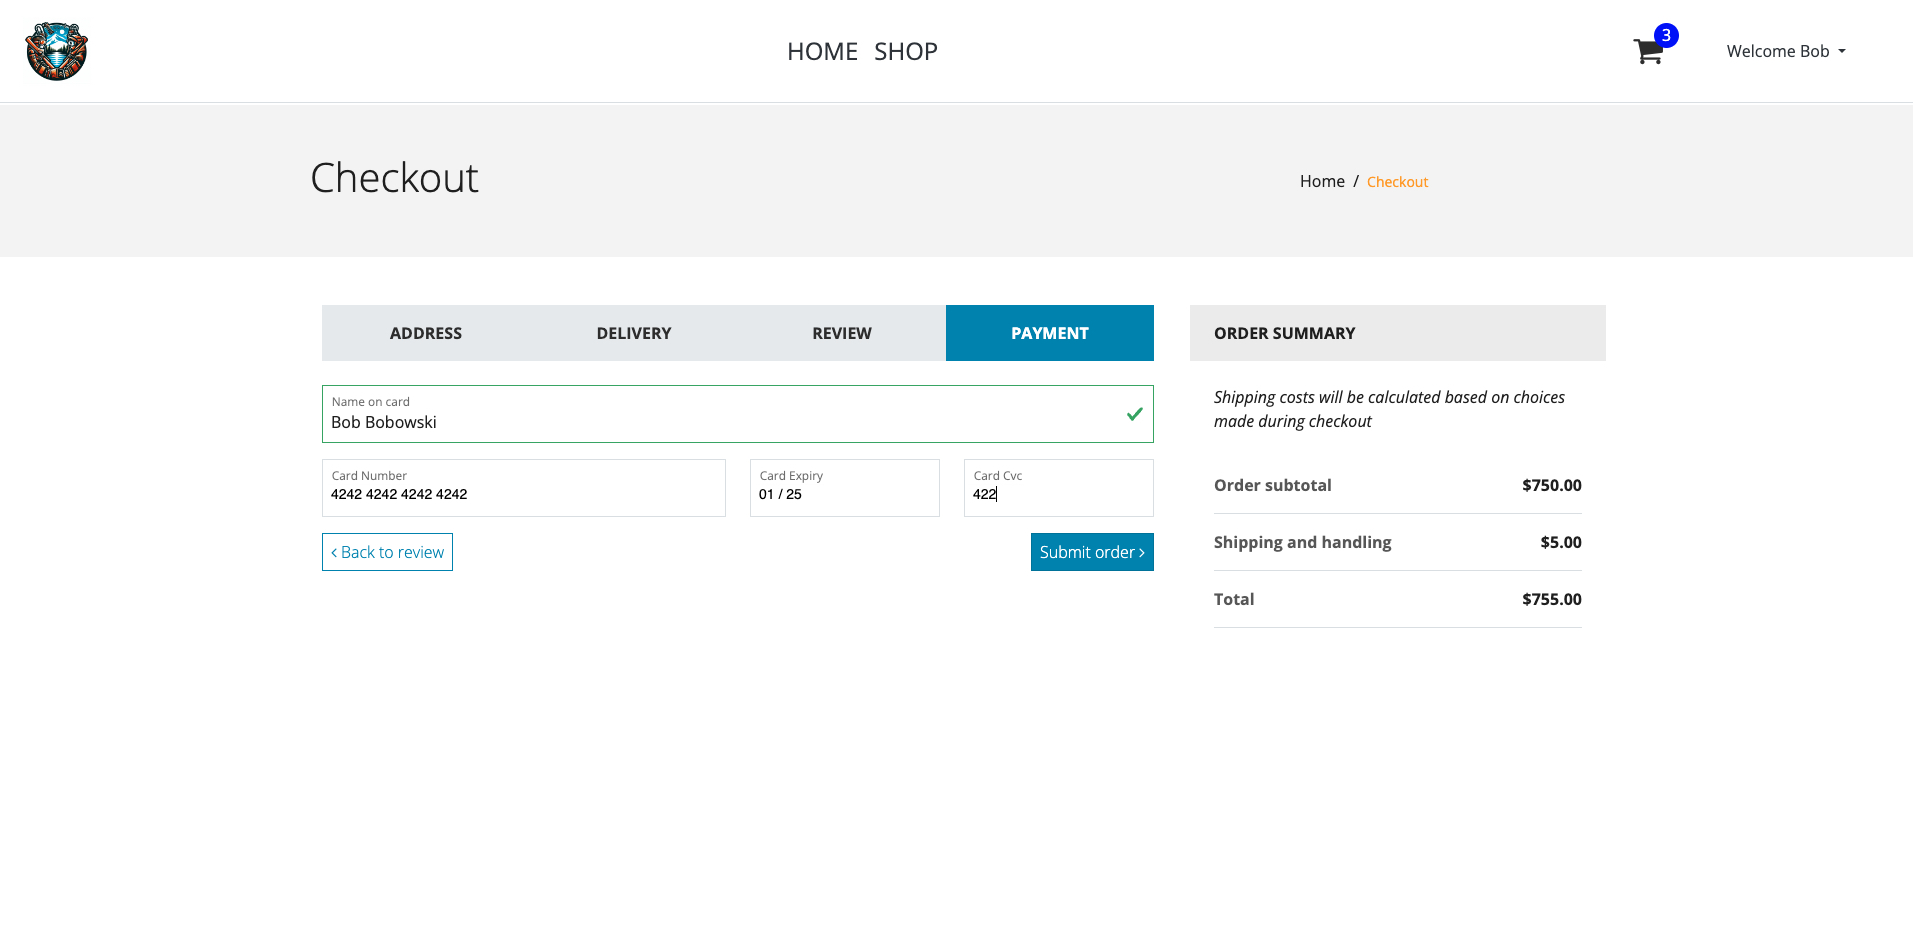 HOME SHOP
3
Welcome Bob
Checkout
Home / Checkout
ADDRESS DELIVERY REVIEW PAYMENT
Name on card
Bob Bobowski
Card Number
4242 4242 4242 4242
Card Expiry
01 / 25
Card Cvc
422
< Back to review
Submit order >
ORDER SUMMARY
Shipping costs will be calculated based on choices
made during checkout
Order subtotal $750.00
Shipping and handling $5.00
Total $755.00